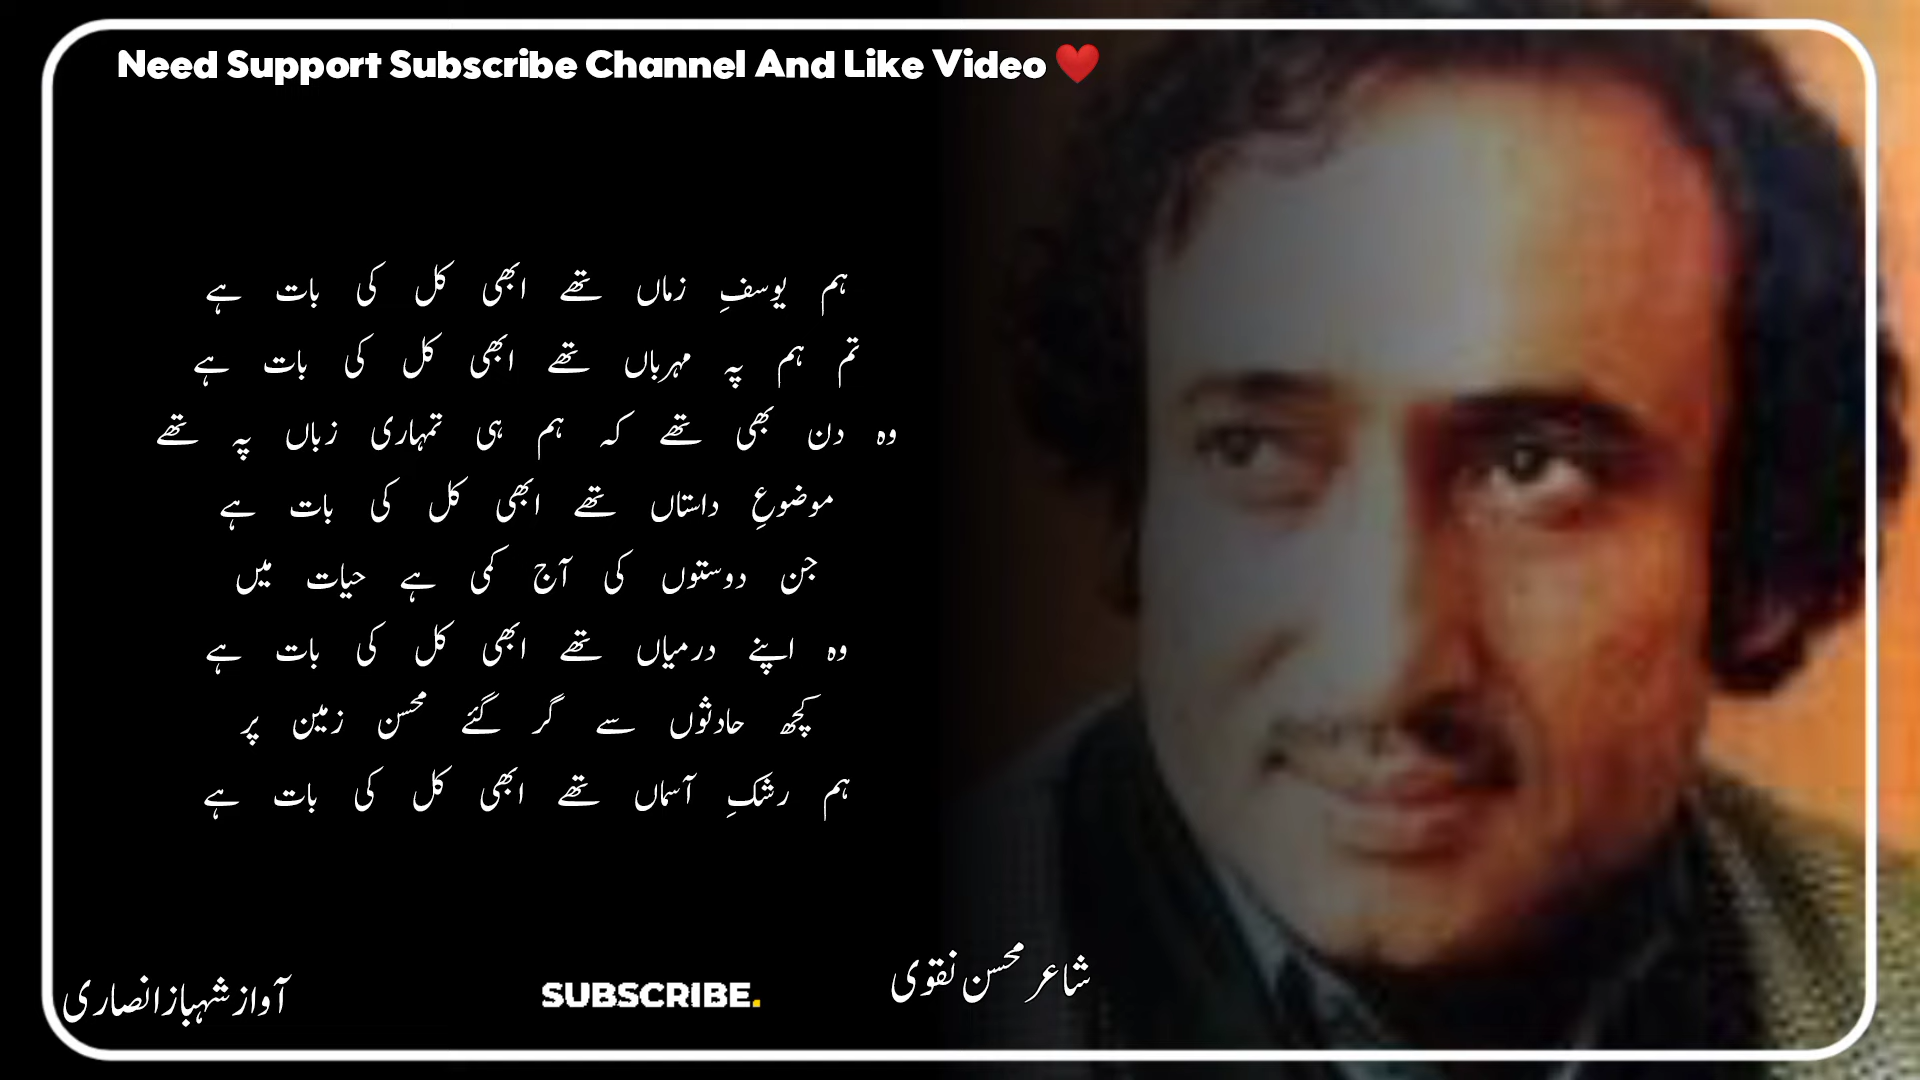 Need Support Subscribe Channel And Like Video ❤️
ہم یوسفِ زماں تھے ابھی کل کی بات ہے
تم ہم پہ مہرباں تھے ابھی کل کی بات ہے
وہ دن بھی تھے کہ ہم ہی تمہاری زباں پہ تھے
موضوعِ داستاں تھے ابھی کل کی بات ہے
جن دوستوں کی آج کمی ہے حیات میں
وہ اپنے درمیاں تھے ابھی کل کی بات ہے
کچھ حادثوں سے گر گئے محسن زمین پر
ہم رشکِ آسماں تھے ابھی کل کی بات ہے
شاعر محسن نقوی
SUBSCRIBE.
آواز شہباز انصاری